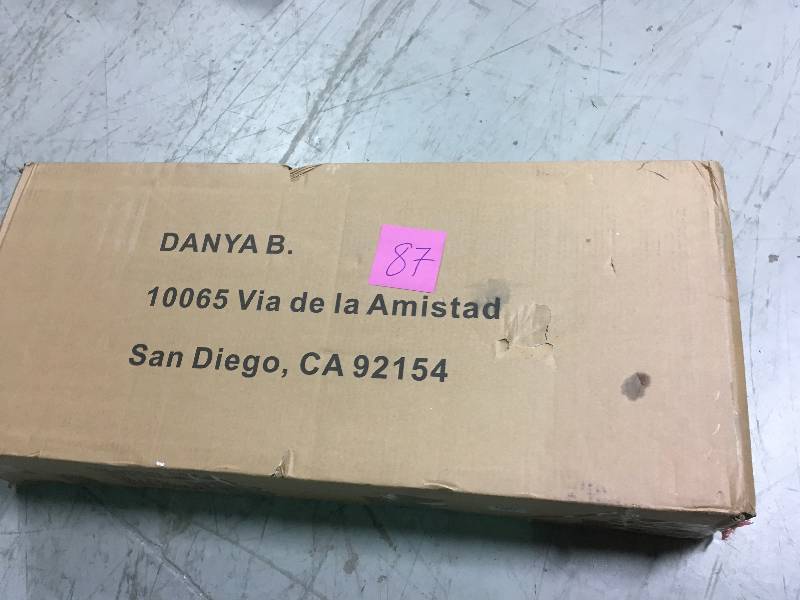 DANYA B.
87
10065 Via de la Amistad
San Diego, CA 92154